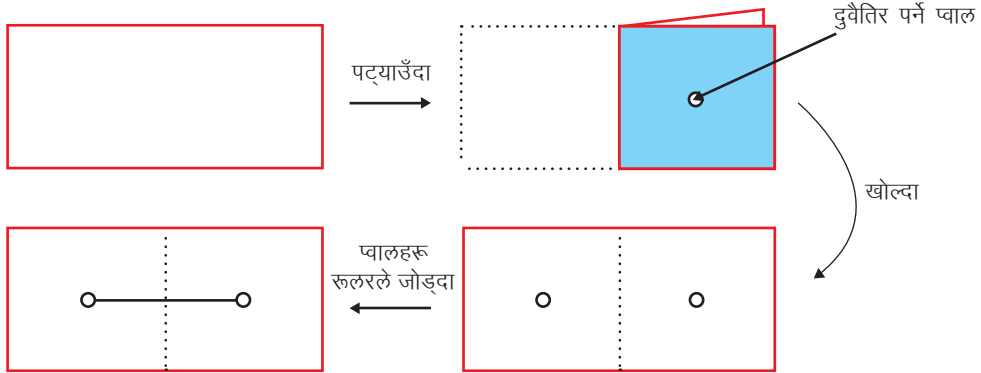 दुवैतिर पर्ने प्वाल
पट्याउँदा
खोल्दा
प्वालहरू
रूलरले जोड्दा